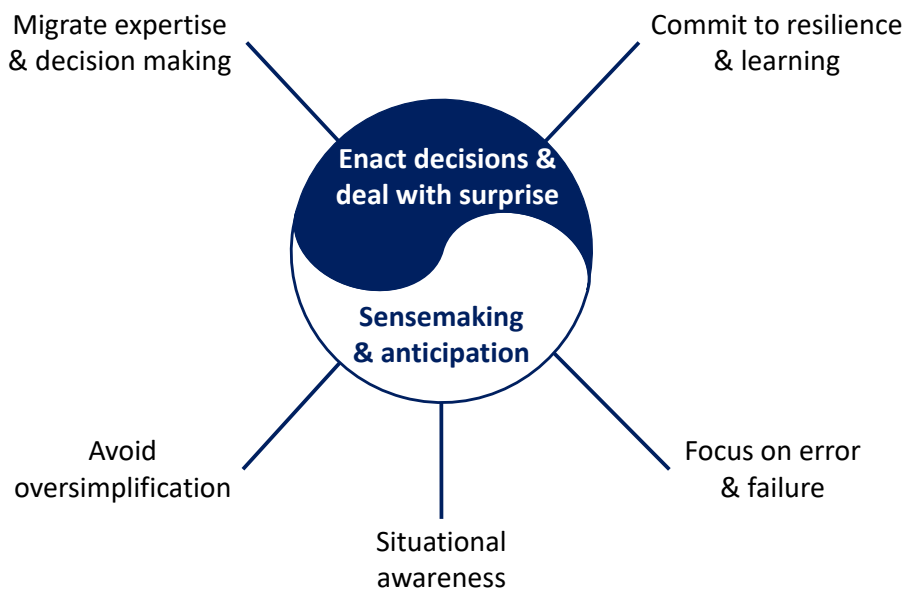 Migrate expertise
& decision making
Commit to resilience
& learning
Enact decisions &
deal with surprise
Sensemaking
& anticipation
Avoid
oversimplification
Focus on error
& failure
Situational
awareness